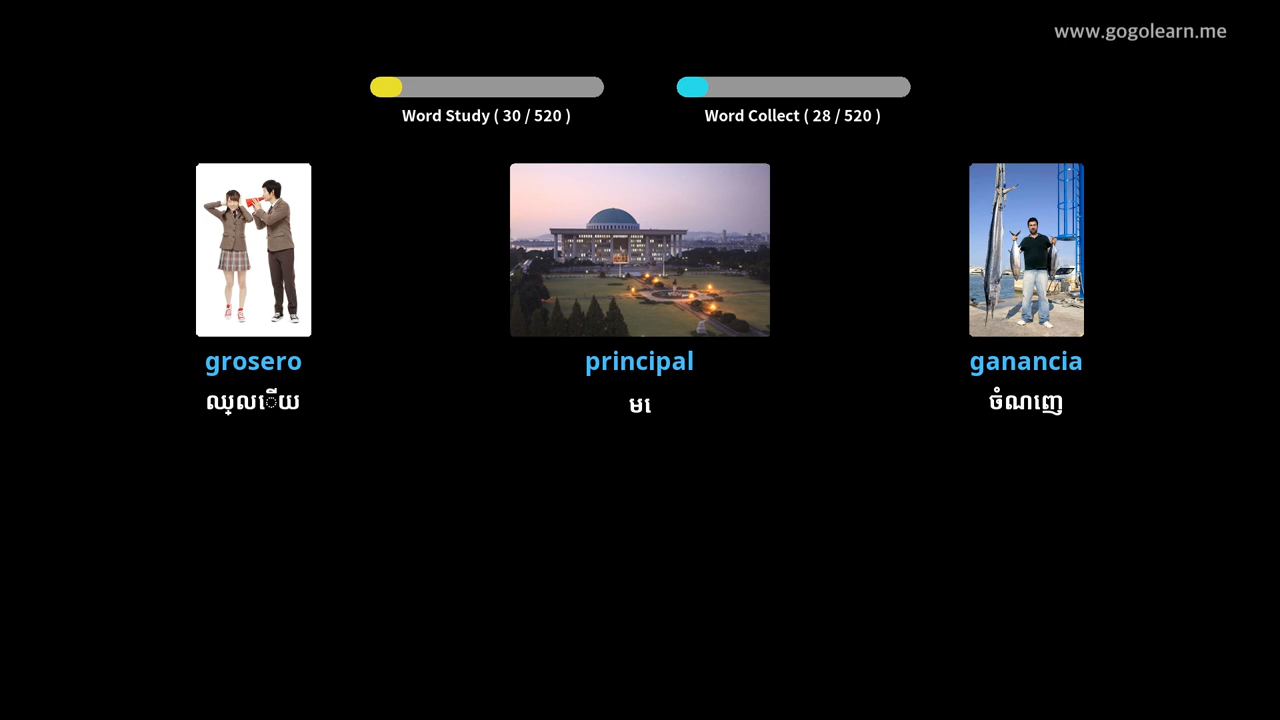 www.gogolearn.me
Word Study ( 30 / 520 )
Word Collect ( 28 / 520 )
grosero
principal
ganancia
ឈ្លើយ
មេ
ចំណេញ